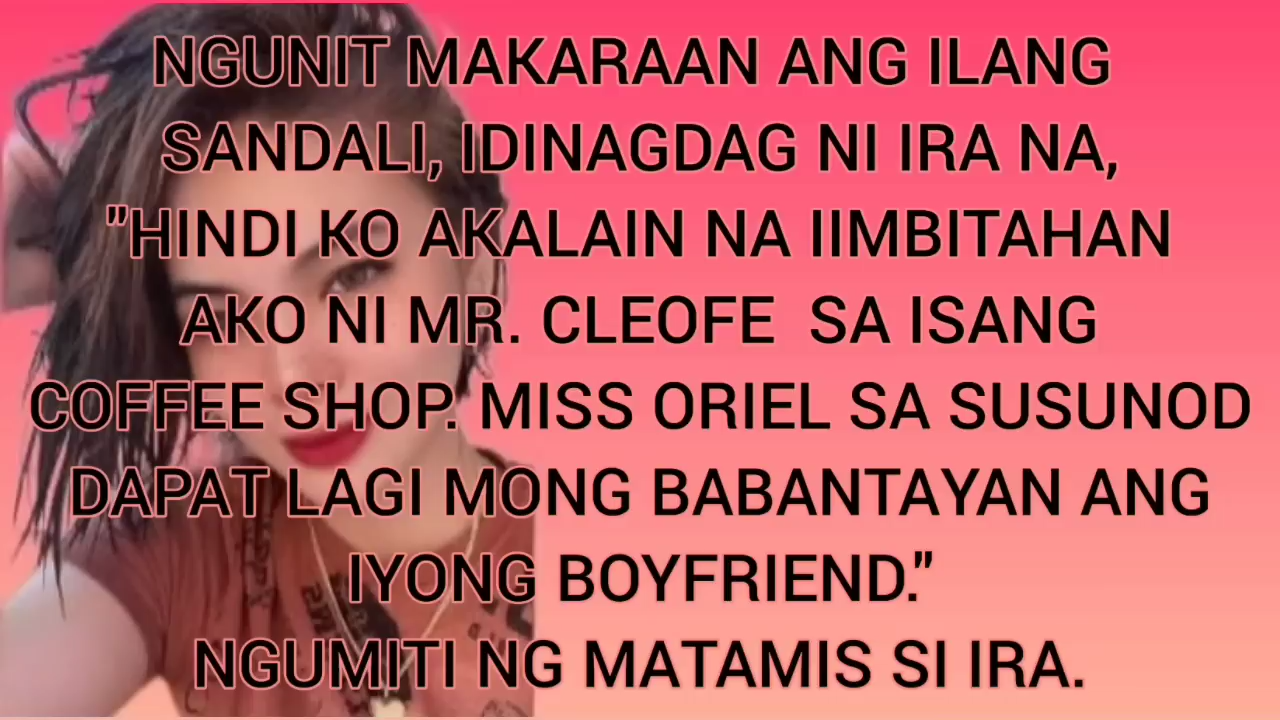 NGUNIT MAKARAAN ANG ILANG
SANDALI, IDINAGDAG NI IRA NA,
"HINDI KO AKALAIN NA IIMBITAHAN
AKO NI MR. CLEOFE SA ISANG
COFFEE SHOP. MISS ORIEL SA SUSUNOD
DAPAT LAGI MONG BABANTAYAN ANG
IYONG BOYFRIEND."
NGUMITI NG MATAMIS SI IRA.